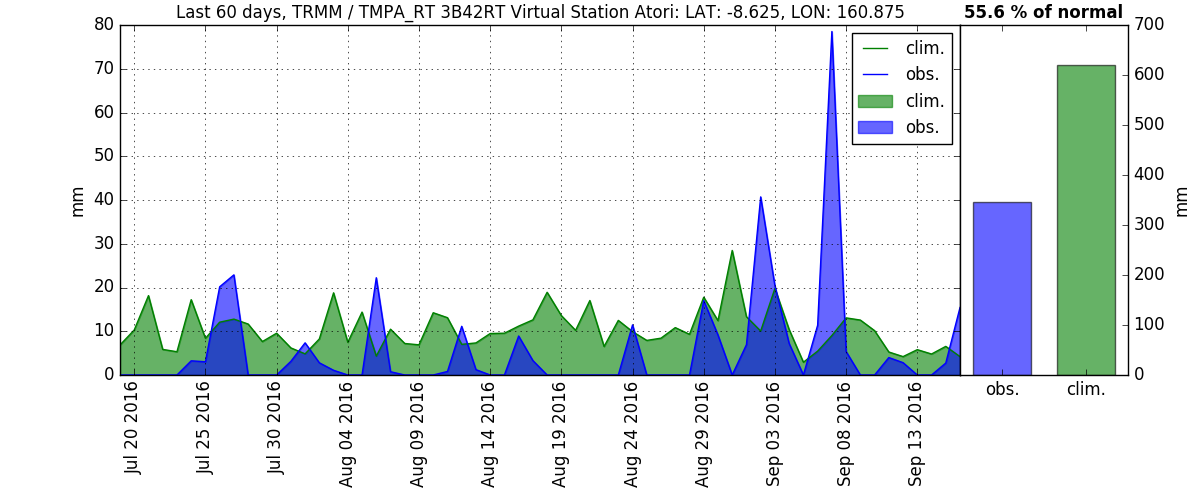 Last 60 days, TRMM / TMPA_RT 3B42RT Virtual Station Atori: LAT: -8.625, LON: 160.875
55.6 % of normal
80
70
60
50
40
30
20
10
0
mm
clim.
obs.
clim.
obs.
Jul 20 2016
Jul 25 2016
Jul 30 2016
Aug 04 2016
Aug 09 2016
Aug 14 2016
Aug 19 2016
Aug 24 2016
Aug 29 2016
Sep 03 2016
Sep 08 2016
Sep 13 2016
obs.
clim.
700
600
500
400
300
200
100
0
mm